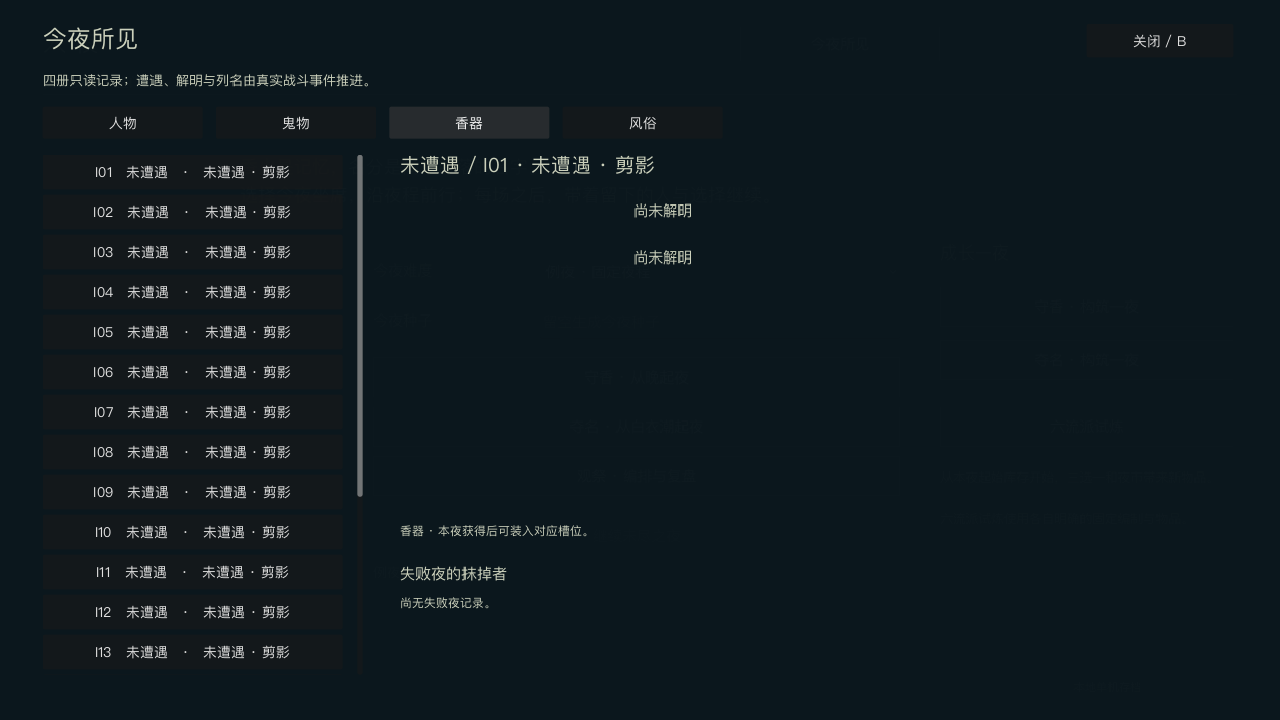 今夜所见
关闭 / B
四册只读记录；遭遇、解明与列名由真实战斗事件推进。
人物
鬼物
香器
风俗
I01 未遭遇 · 未遭遇 · 剪影
I02 未遭遇 · 未遭遇 · 剪影
I03 未遭遇 · 未遭遇 · 剪影
I04 未遭遇 · 未遭遇 · 剪影
I05 未遭遇 · 未遭遇 · 剪影
I06 未遭遇 · 未遭遇 · 剪影
I07 未遭遇 · 未遭遇 · 剪影
I08 未遭遇 · 未遭遇 · 剪影
I09 未遭遇 · 未遭遇 · 剪影
I10 未遭遇 · 未遭遇 · 剪影
I11 未遭遇 · 未遭遇 · 剪影
I12 未遭遇 · 未遭遇 · 剪影
I13 未遭遇 · 未遭遇 · 剪影
未遭遇 / I01 · 未遭遇 · 剪影
尚未解明
尚未解明
香器 · 本夜获得后可装入对应槽位。
失败夜的抹掉者
尚无失败夜记录。